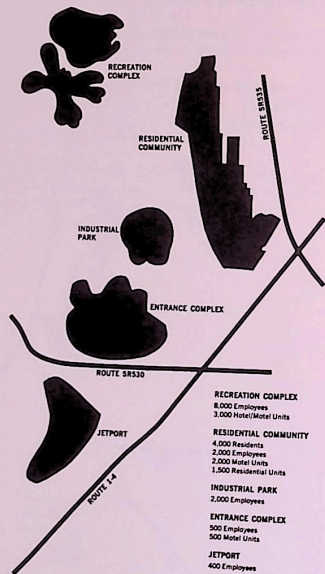 RECREATION
COMPLEX
ROUTE SR535
RESIDENTIAL
COMMUNITY
INDUSTRIAL
PARK
ENTRANCE COMPLEX
ROUTE SR530
JETPORT
ROUTE I-4
RECREATION COMPLEX
8,000 Employees
3,000 Hotel/Motel Units
RESIDENTIAL COMMUNITY
4,000 Residents
2,000 Employees
2,000 Motel Units
1,500 Residential Units
INDUSTRIAL PARK
2,000 Employees
ENTRANCE COMPLEX
500 Employees
500 Motel Units
JETPORT
400 Employees